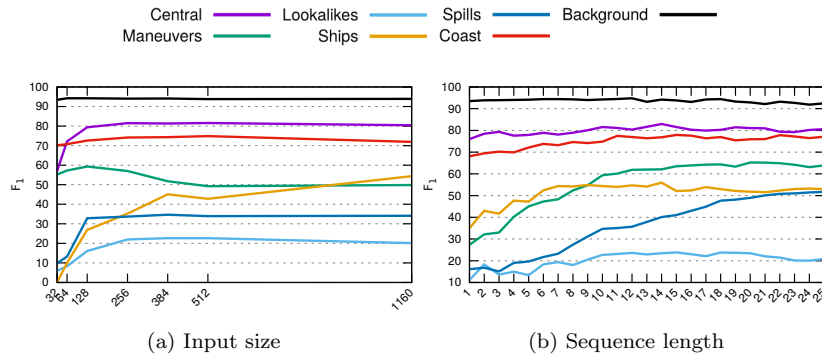 Central Lookalikes Spills Background
Maneuvers Ships Coast
100
90
80
70
60
50
40
30
20
10
0
F1
32 64 128 256 384 512 1160
(a) Input size
100
90
80
70
60
50
40
30
20
10
F1
1 2 3 4 5 6 7 8 9 10 11 12 13 14 15 16 17 18 19 20 21 22 23 24 25
(b) Sequence length